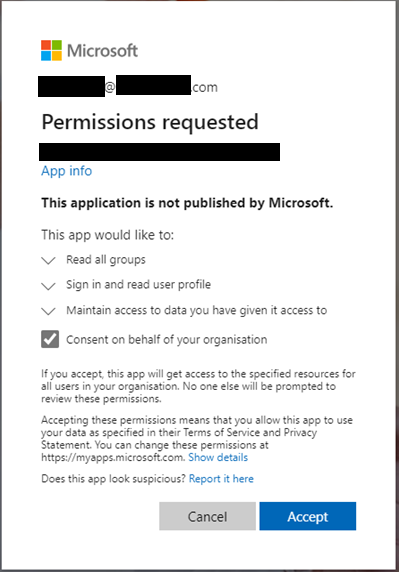 Microsoft
@ .com
Permissions requested
App info
This application is not published by Microsoft.
This app would like to:
Read all groups
Sign in and read user profile
Maintain access to data you have given it access to
Consent on behalf of your organisation
If you accept, this app will get access to the specified resources for
all users in your organisation. No one else will be prompted to
review these permissions.
Accepting these permissions means that you allow this app to use
your data as specified in their Terms of Service and Privacy
Statement. You can change these permissions at
https://myapps.microsoft.com. Show details
Does this app look suspicious? Report it here
Cancel Accept